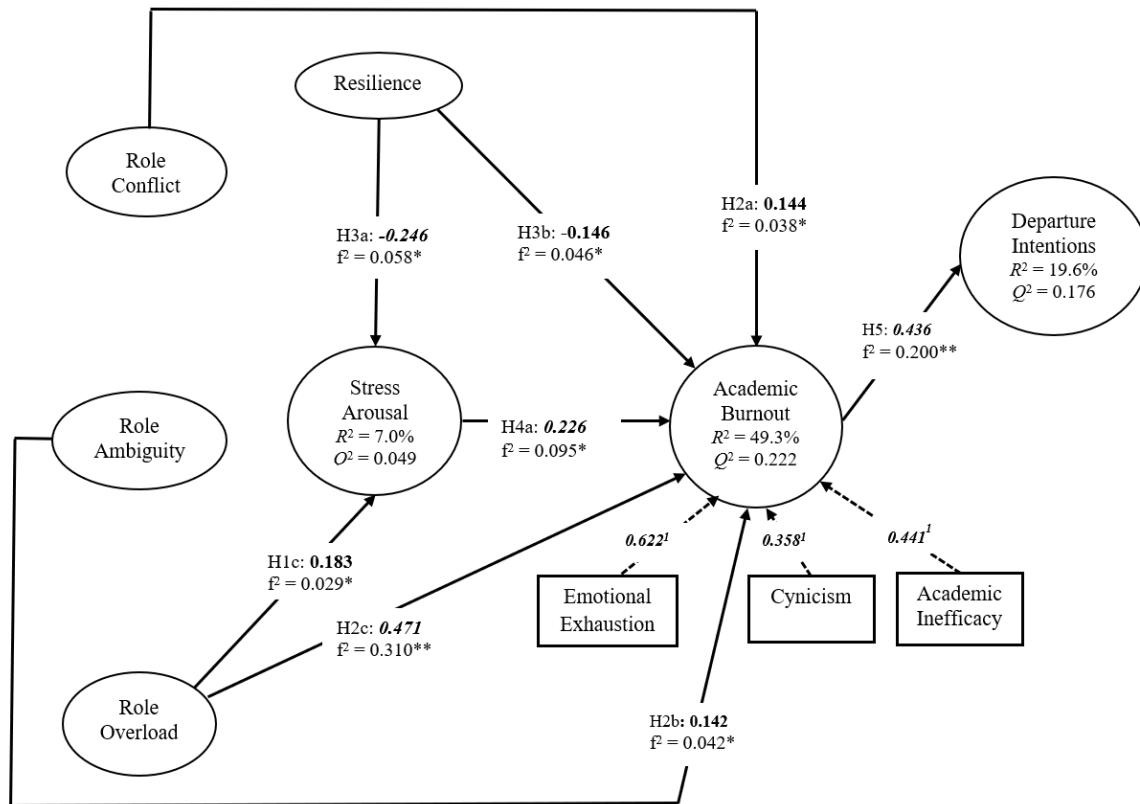 Resilience
Role
Conflict
H3a: -0.246
f² = 0.058*
H3b: -0.146
f² = 0.046*
H2a: 0.144
f² = 0.038*
Departure
Intentions
R² = 19.6%
Q² = 0.176
H5: 0.436
f² = 0.200**
Role
Ambiguity
Stress
Arousal
R² = 7.0%
Q² = 0.049
H4a: 0.226
f² = 0.095*
Academic
Burnout
R² = 49.3%
Q² = 0.222
H1c: 0.183
f² = 0.029*
0.622¹
0.358¹
0.441¹
Emotional
Exhaustion
Cynicism
Academic
Inefficacy
H2c: 0.471
f² = 0.310**
Role
Overload
H2b: 0.142
f² = 0.042*